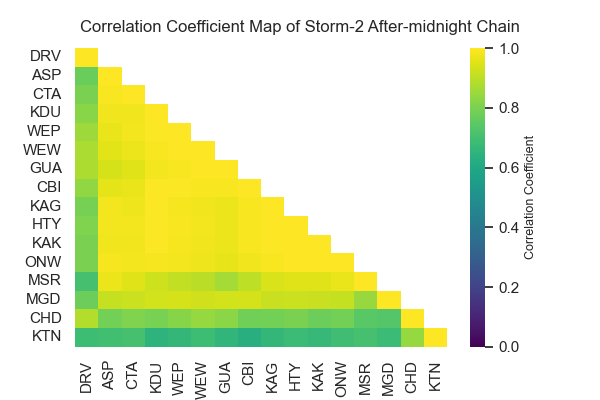 Correlation Coefficient Map of Storm-2 After-midnight Chain
DRV
ASP
CTA
KDU
WEP
WEW
GUA
CBI
KAG
HTY
KAK
ONW
MSR
MGD
CHD
KTN
DRV ASP CTA KDU WEP WEW GUA CBI KAG HTY KAK ONW MSR MGD CHD KTN
1.0
0.8
0.6
0.4
0.2
0.0
Correlation Coefficient